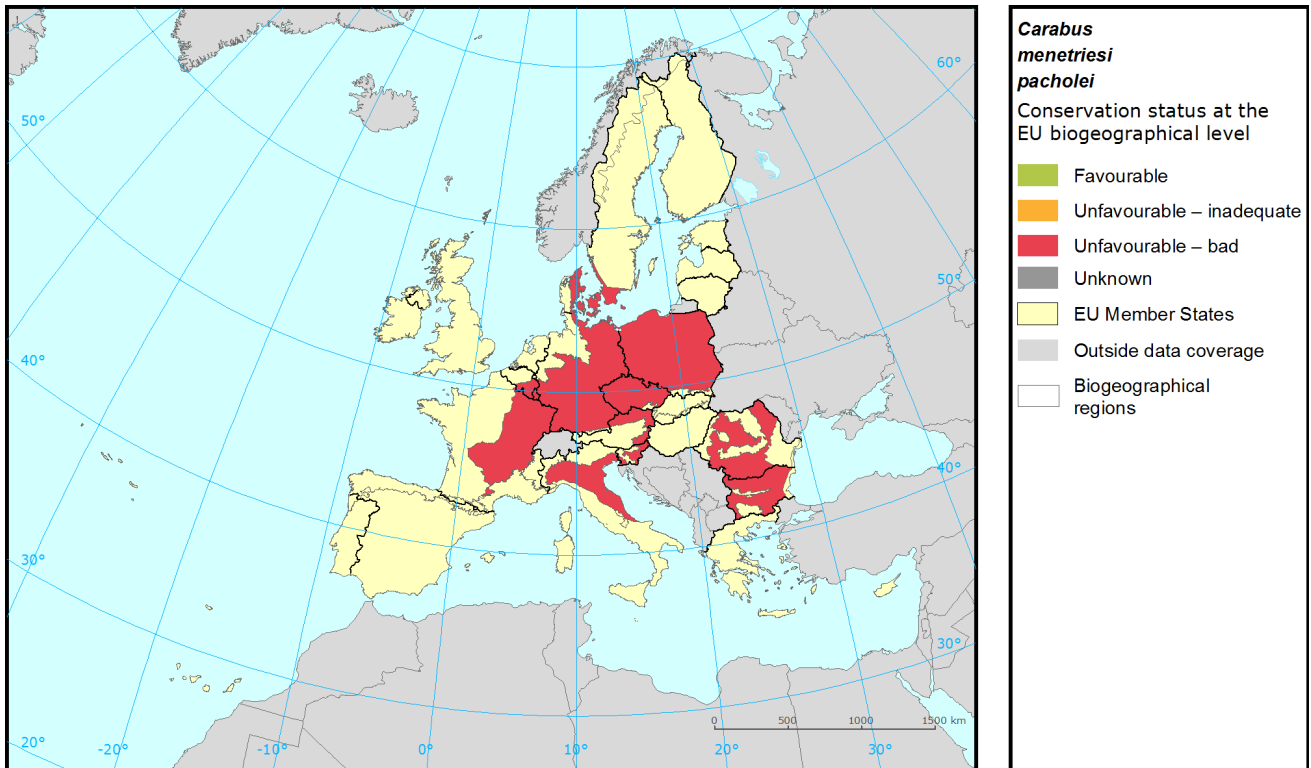 60°
50°
50°
40°
40°
30°
30°
20°
-20°
-10°
0°
10°
20°
30°
0
500
1000
1500 km
Carabus
menetriesi
pacholei
Conservation status at the
EU biogeographical level
Favourable
Unfavourable – inadequate
Unfavourable – bad
Unknown
EU Member States
Outside data coverage
Biogeographical
regions